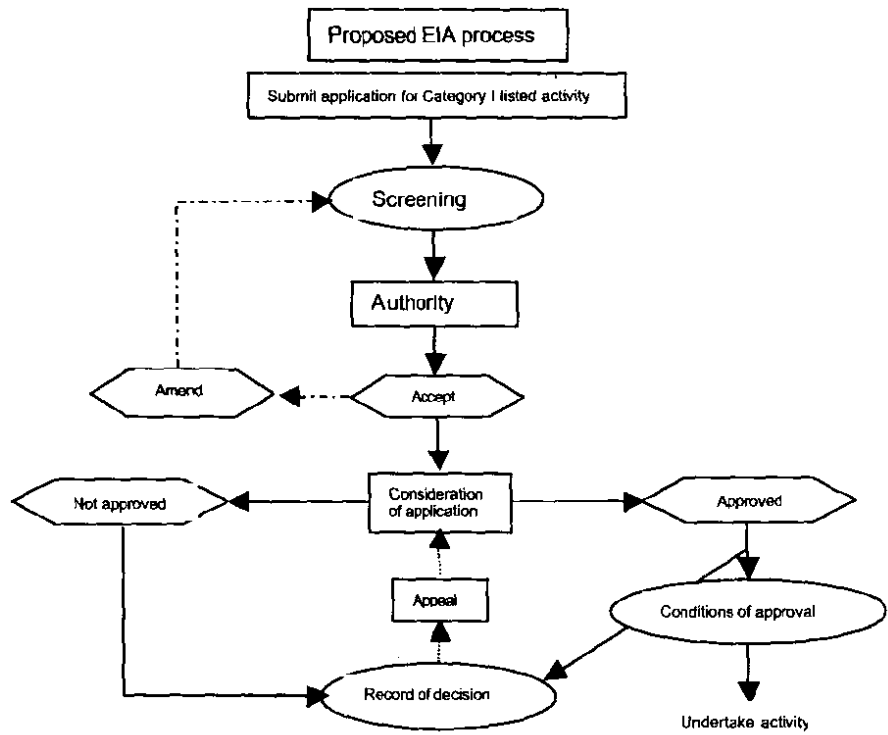 Proposed EIA process
Submit application for Category I listed activity
Screening
Authority
Amend
Accept
Not approved
Consideration
of application
Approved
Appeal
Conditions of approval
Record of decision
Undertake activity